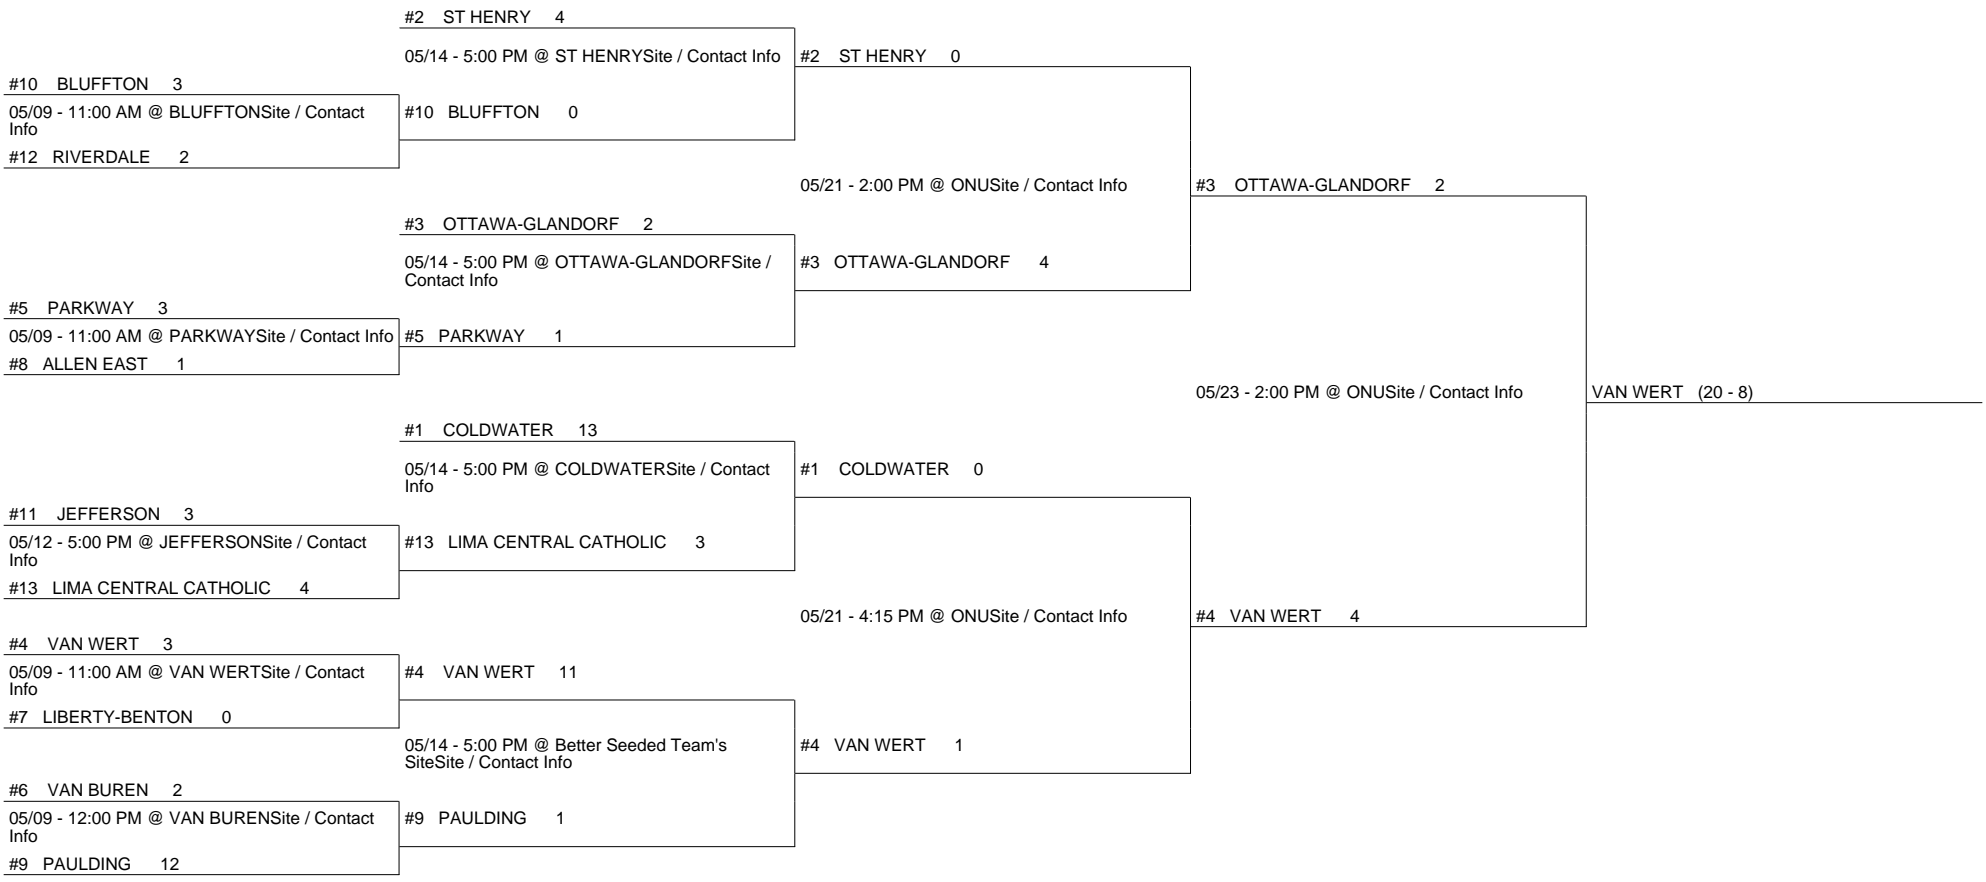 #2 ST HENRY 4
05/14 - 5:00 PM @ ST HENRYSite / Contact Info
#2 ST HENRY 0
#10 BLUFFTON 3
05/09 - 11:00 AM @ BLUFFTONSite / Contact
Info
#10 BLUFFTON 0
#12 RIVERDALE 2
05/21 - 2:00 PM @ ONUSite / Contact Info
#3 OTTAWA-GLANDORF 2
#3 OTTAWA-GLANDORF 2
05/14 - 5:00 PM @ OTTAWA-GLANDORFSite /
Contact Info
#3 OTTAWA-GLANDORF 4
#5 PARKWAY 3
05/09 - 11:00 AM @ PARKWAYSite / Contact Info
#5 PARKWAY 1
#8 ALLEN EAST 1
05/23 - 2:00 PM @ ONUSite / Contact Info
VAN WERT (20 - 8)
#1 COLDWATER 13
05/14 - 5:00 PM @ COLDWATERSite / Contact
Info
#1 COLDWATER 0
#11 JEFFERSON 3
05/12 - 5:00 PM @ JEFFERSONSite / Contact
Info
#13 LIMA CENTRAL CATHOLIC 3
#13 LIMA CENTRAL CATHOLIC 4
05/21 - 4:15 PM @ ONUSite / Contact Info
#4 VAN WERT 4
#4 VAN WERT 3
05/09 - 11:00 AM @ VAN WERTSite / Contact
Info
#4 VAN WERT 11
#7 LIBERTY-BENTON 0
05/14 - 5:00 PM @ Better Seeded Team's
SiteSite / Contact Info
#4 VAN WERT 1
#6 VAN BUREN 2
05/09 - 12:00 PM @ VAN BURENSite / Contact
Info
#9 PAULDING 1
#9 PAULDING 12